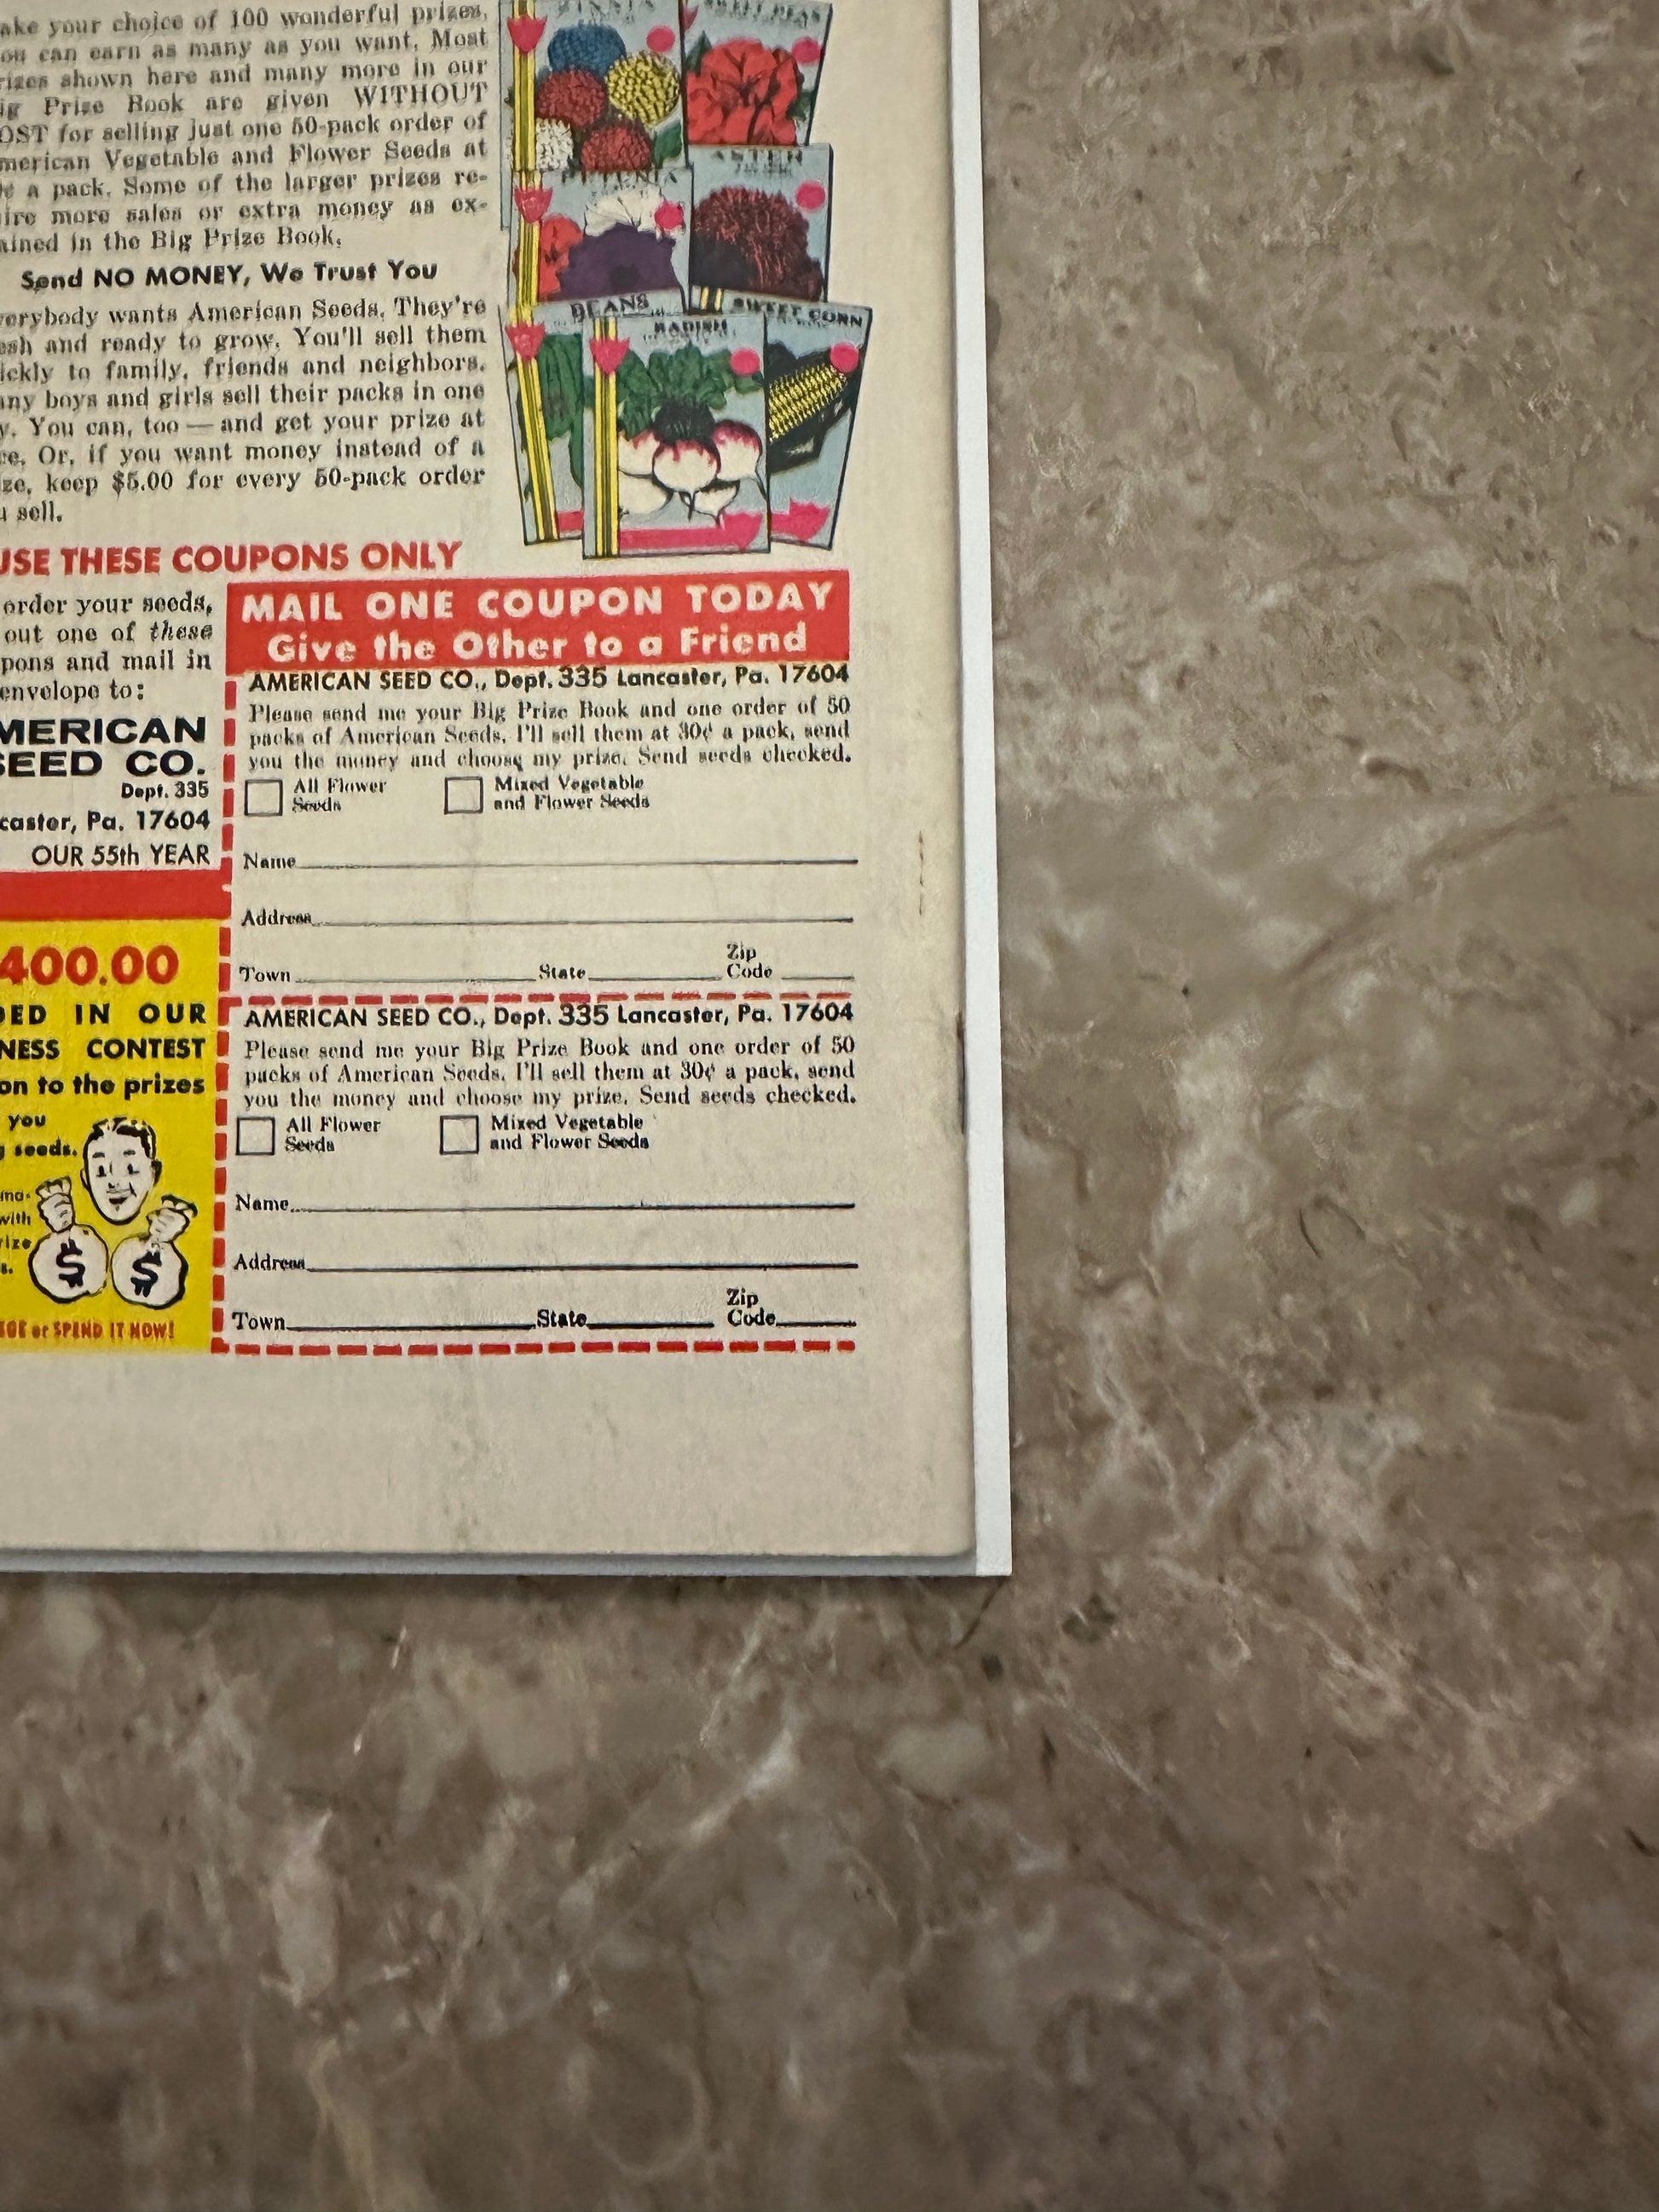 ake your choice of 100 wonderful prizes,
ou can earn as many as you want. Most
rizes shown here and many more in our
ig Prize Book are given WITHOUT
OST for selling just one 50-pack order of
merican Vegetable and Flower Seeds at
a pack. Some of the larger prizes re-
ire more sales or extra money as ex-
ained in the Big Prize Book.
Send NO MONEY, We Trust You
verybody wants American Seeds. They're
esh and ready to grow. You'll sell them
ickly to family, friends and neighbors.
any boys and girls sell their packs in one
y. You can, too — and get your prize at
ce. Or, if you want money instead of a
ize, keep $5.00 for every 50-pack order
u sell.
ZINNIA
SWEET PEAS
PETUNIA
ASTER
BEANS
RADISH
SWEET CORN
USE THESE COUPONS ONLY
order your seeds,
out one of these
pons and mail in
envelope to:
MERICAN
SEED CO.
Dept. 335
caster, Pa. 17604
OUR 55th YEAR
400.00
DED IN OUR
NESS CONTEST
on to the prizes
you
g seeds.
ma-
with
rize
s.
EGE or SPEND IT NOW!
$ $
MAIL ONE COUPON TODAY
Give the Other to a Friend
AMERICAN SEED CO., Dept. 335 Lancaster, Pa. 17604
Please send me your Big Prize Book and one order of 50
packs of American Seeds. I'll sell them at 30¢ a pack, send
you the money and choose my prize. Send seeds checked.
All Flower
Seeds
Mixed Vegetable
and Flower Seeds
Name
Address
Zip
Town State Code
AMERICAN SEED CO., Dept. 335 Lancaster, Pa. 17604
Please send me your Big Prize Book and one order of 50
packs of American Seeds. I'll sell them at 30¢ a pack, send
you the money and choose my prize. Send seeds checked.
All Flower
Seeds
Mixed Vegetable
and Flower Seeds
Name
Address
Zip
Town State Code